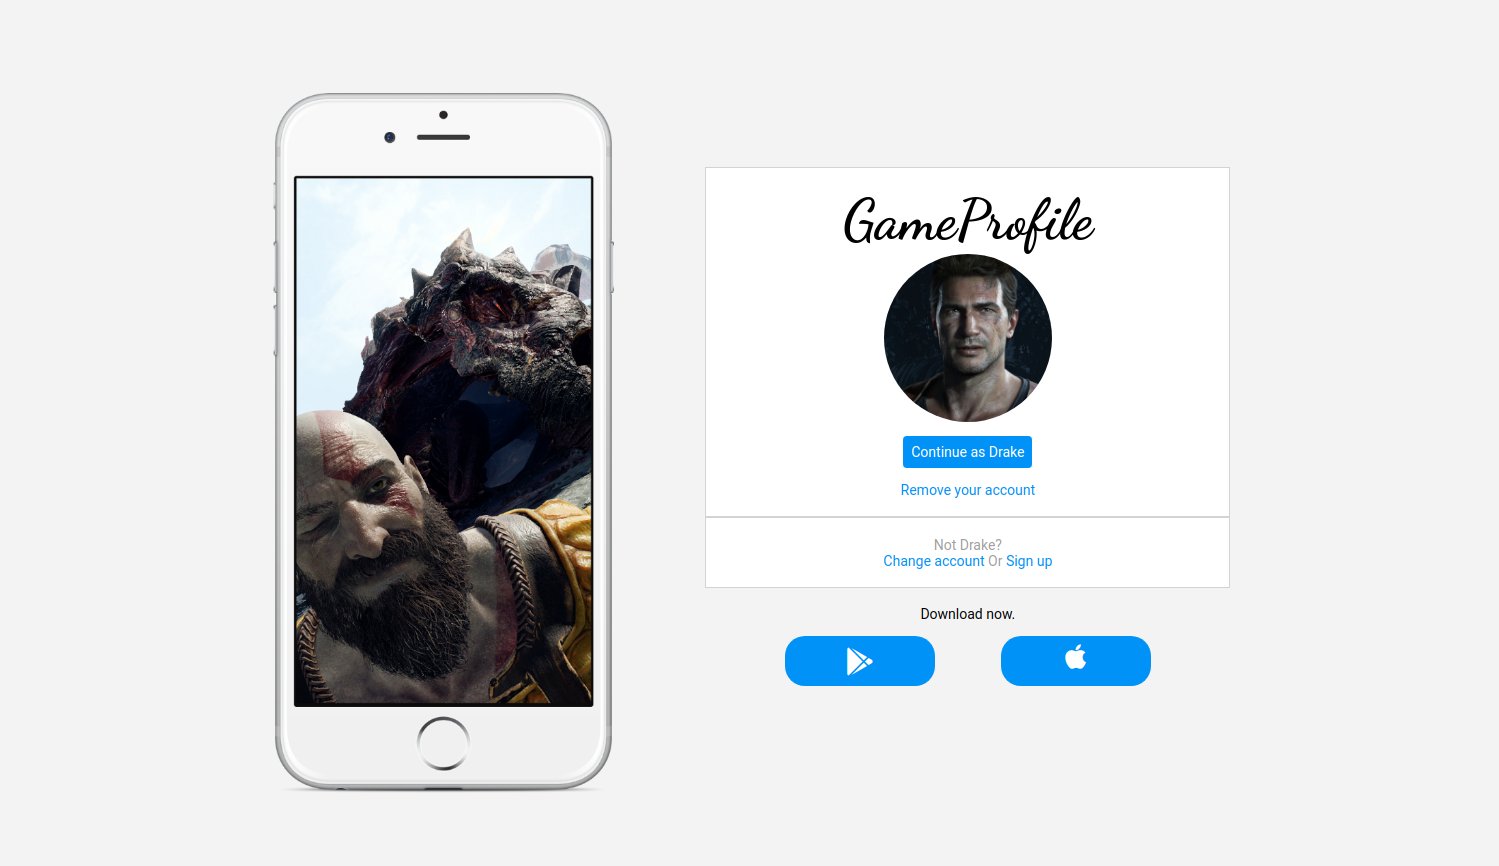 GameProfile
Continue as Drake
Remove your account
Not Drake?
Change account Or Sign up
Download now.